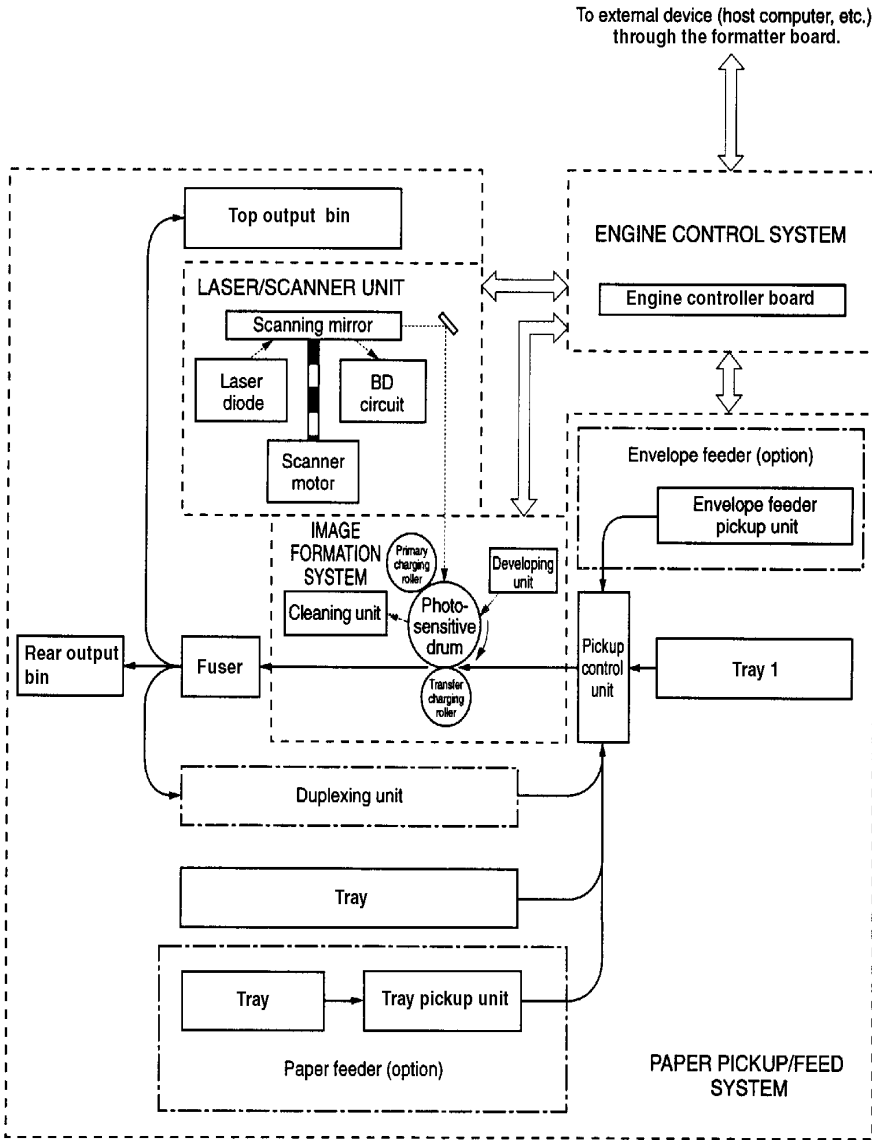 To external device (host computer, etc.)
through the formatter board.
Top output bin
ENGINE CONTROL SYSTEM
Engine controller board
LASER/SCANNER UNIT
Scanning mirror
Laser
diode
BD
circuit
Scanner
motor
Envelope feeder (option)
Envelope feeder
pickup unit
IMAGE
FORMATION
SYSTEM
Primary
charging
roller
Developing
unit
Cleaning unit
Photo-
sensitive
drum
Transfer
charging
roller
Pickup
control
unit
Tray 1
Rear output
bin
Fuser
Duplexing unit
Tray
Tray
Tray pickup unit
Paper feeder (option)
PAPER PICKUP/FEED
SYSTEM